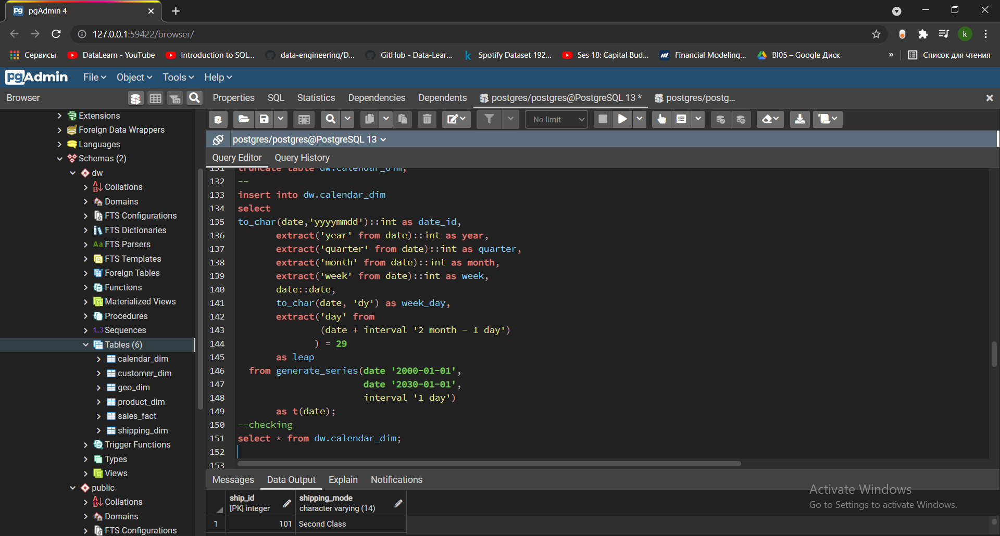 pgAdmin 4
127.0.0.1:59422/browser/
Сервисы
DataLearn - YouTube
Introduction to SQL...
data-engineering/D...
GitHub - Data-Lear...
Spotify Dataset 192...
Ses 18: Capital Bud...
Financial Modeling...
BI05 – Google Диск
»
Список для чтения
pgAdmin
File
Object
Tools
Help
Browser
Properties
SQL
Statistics
Dependencies
Dependents
postgres/postgres@PostgreSQL 13 *
postgres/postg...
No limit
postgres/postgres@PostgreSQL 13
Query Editor
Query History
Extensions
Foreign Data Wrappers
Languages
Schemas (2)
dw
Collations
Domains
FTS Configurations
FTS Dictionaries
Aa FTS Parsers
FTS Templates
Foreign Tables
Functions
Materialized Views
Procedures
1..3 Sequences
Tables (6)
calendar_dim
customer_dim
geo_dim
product_dim
sales_fact
shipping_dim
Trigger Functions
Types
Views
public
Collations
Domains
FTS Configurations
131 truncate table dw.calendar_dim;
132 --
133 insert into dw.calendar_dim
134 select
135 to_char(date,'yyyymmdd')::int as date_id,
136 extract('year' from date)::int as year,
137 extract('quarter' from date)::int as quarter,
138 extract('month' from date)::int as month,
139 extract('week' from date)::int as week,
140 date::date,
141 to_char(date, 'dy') as week_day,
142 extract('day' from
143 (date + interval '2 month - 1 day')
144 ) = 29
145 as leap
146 from generate_series(date '2000-01-01',
147 date '2030-01-01',
148 interval '1 day')
149 as t(date);
150 --checking
151 select * from dw.calendar_dim;
152
153
Messages
Data Output
Explain
Notifications
ship_id
[PK] integer
shipping_mode
character varying (14)
1
101
Second Class
Activate Windows
Go to Settings to activate Windows.
k